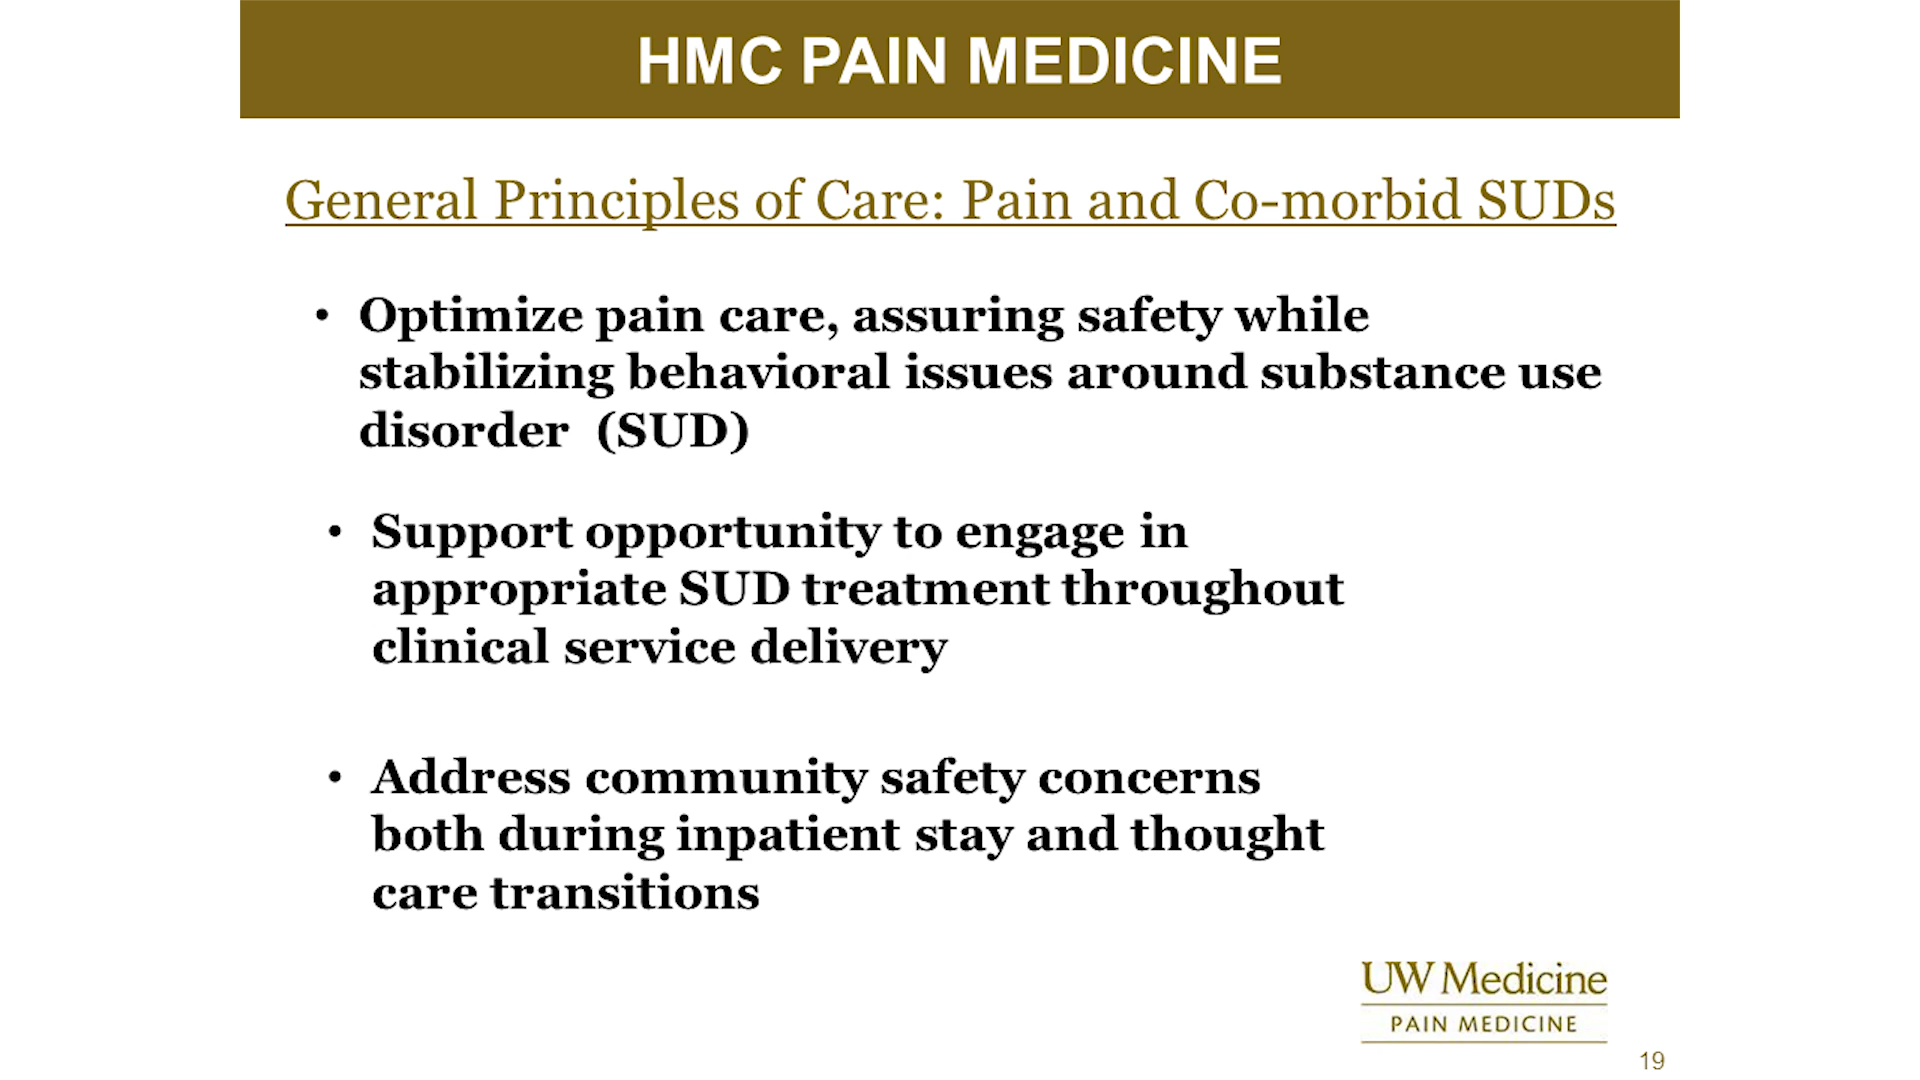 HMC PAIN MEDICINE
General Principles of Care: Pain and Co-morbid SUDs
• Optimize pain care, assuring safety while
stabilizing behavioral issues around substance use
disorder  (SUD)
• Support opportunity to engage in
appropriate SUD treatment throughout
clinical service delivery
• Address community safety concerns
both during inpatient stay and thought
care transitions
UW Medicine
PAIN MEDICINE
19